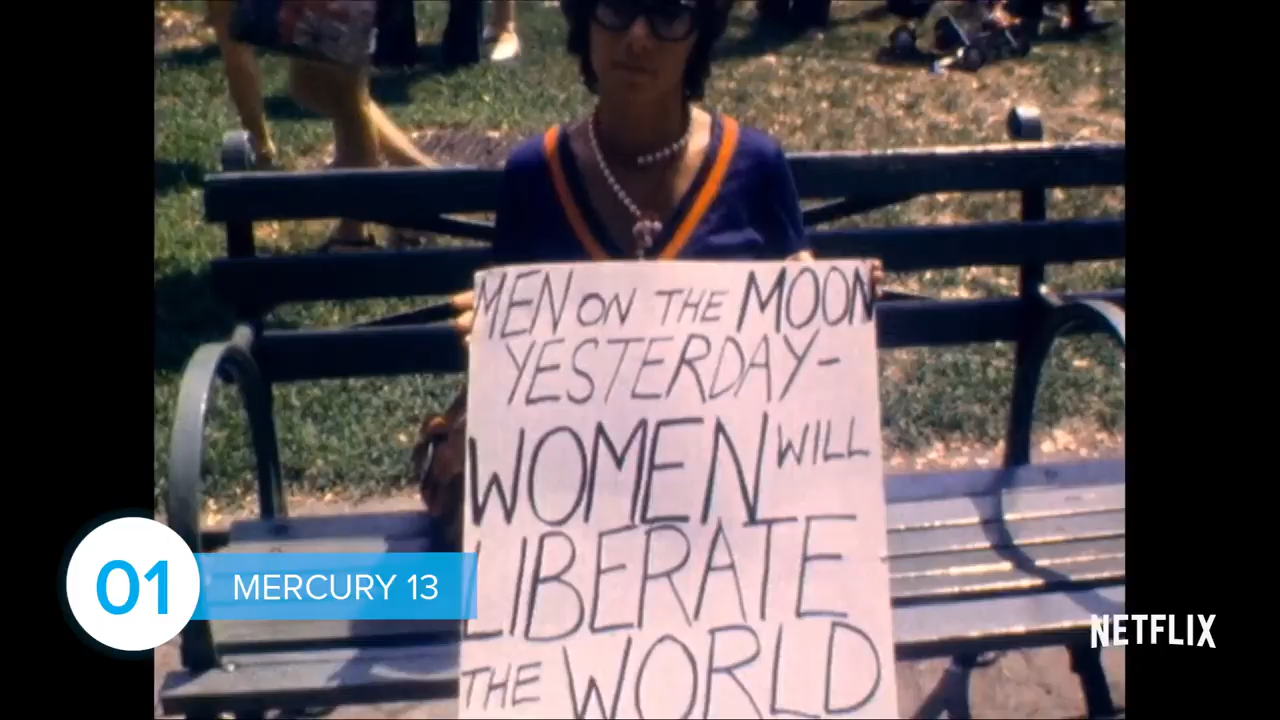 MEN ON THE MOON
YESTERDAY-
WOMEN WILL
LIBERATE
THE WORLD
01 MERCURY 13
NETFLIX